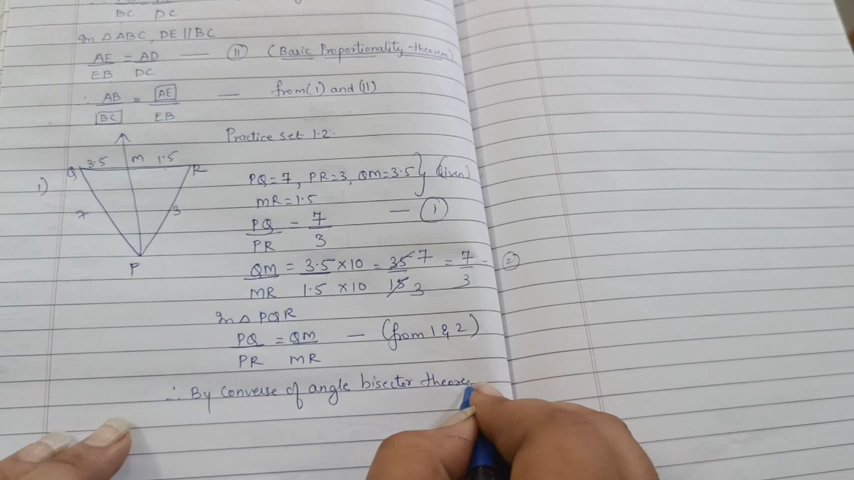 BC DC
In △ABC, DE || BC
AE/EB = AD/DC — (II) (Basic Proportionality theorem)
∴ AB/BC = AE/EB — from (I) and (II)
Practice set 1.2.
1)
Q 3.5 M 1.5 R
7 3
P
PQ = 7, PR = 3, QM = 3.5 } Given
MR = 1.5
PQ/PR = 7/3 — (1)
QM/MR = 3.5 × 10/1.5 × 10 = 35/15 7/3 = 7/3 - (2)
In △ PQR
PQ/PR = QM/MR — (from 1 & 2)
∴ By Converse of angle bisector theorem